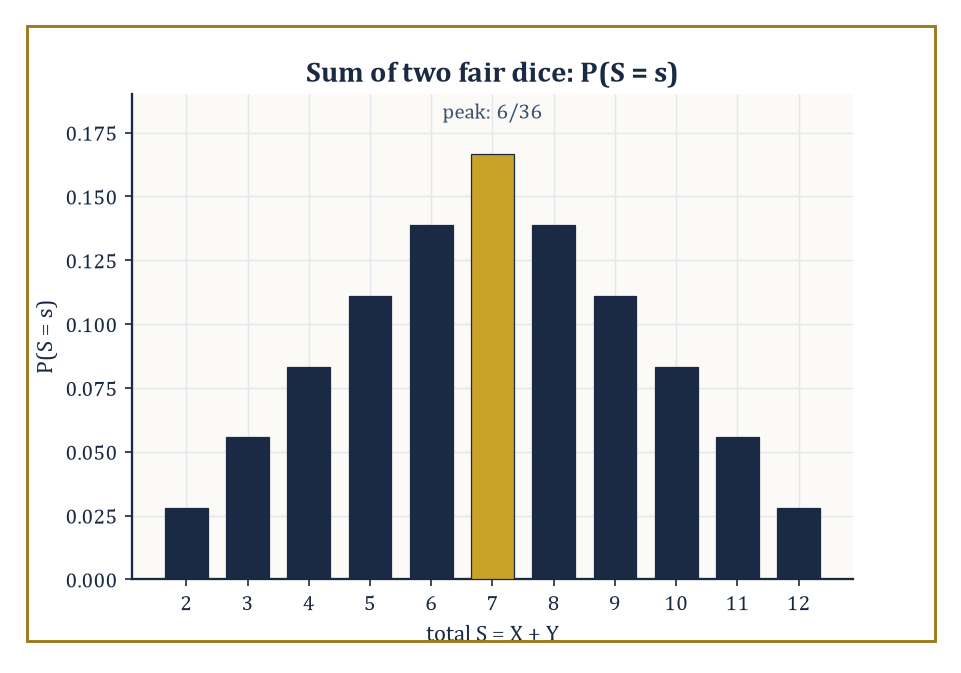 Sum of two fair dice: P(S = s)
peak: 6/36
0.175
0.150
0.125
0.100
0.075
0.050
0.025
0.000
P(S = s)
2 3 4 5 6 7 8 9 10 11 12
total S = X + Y